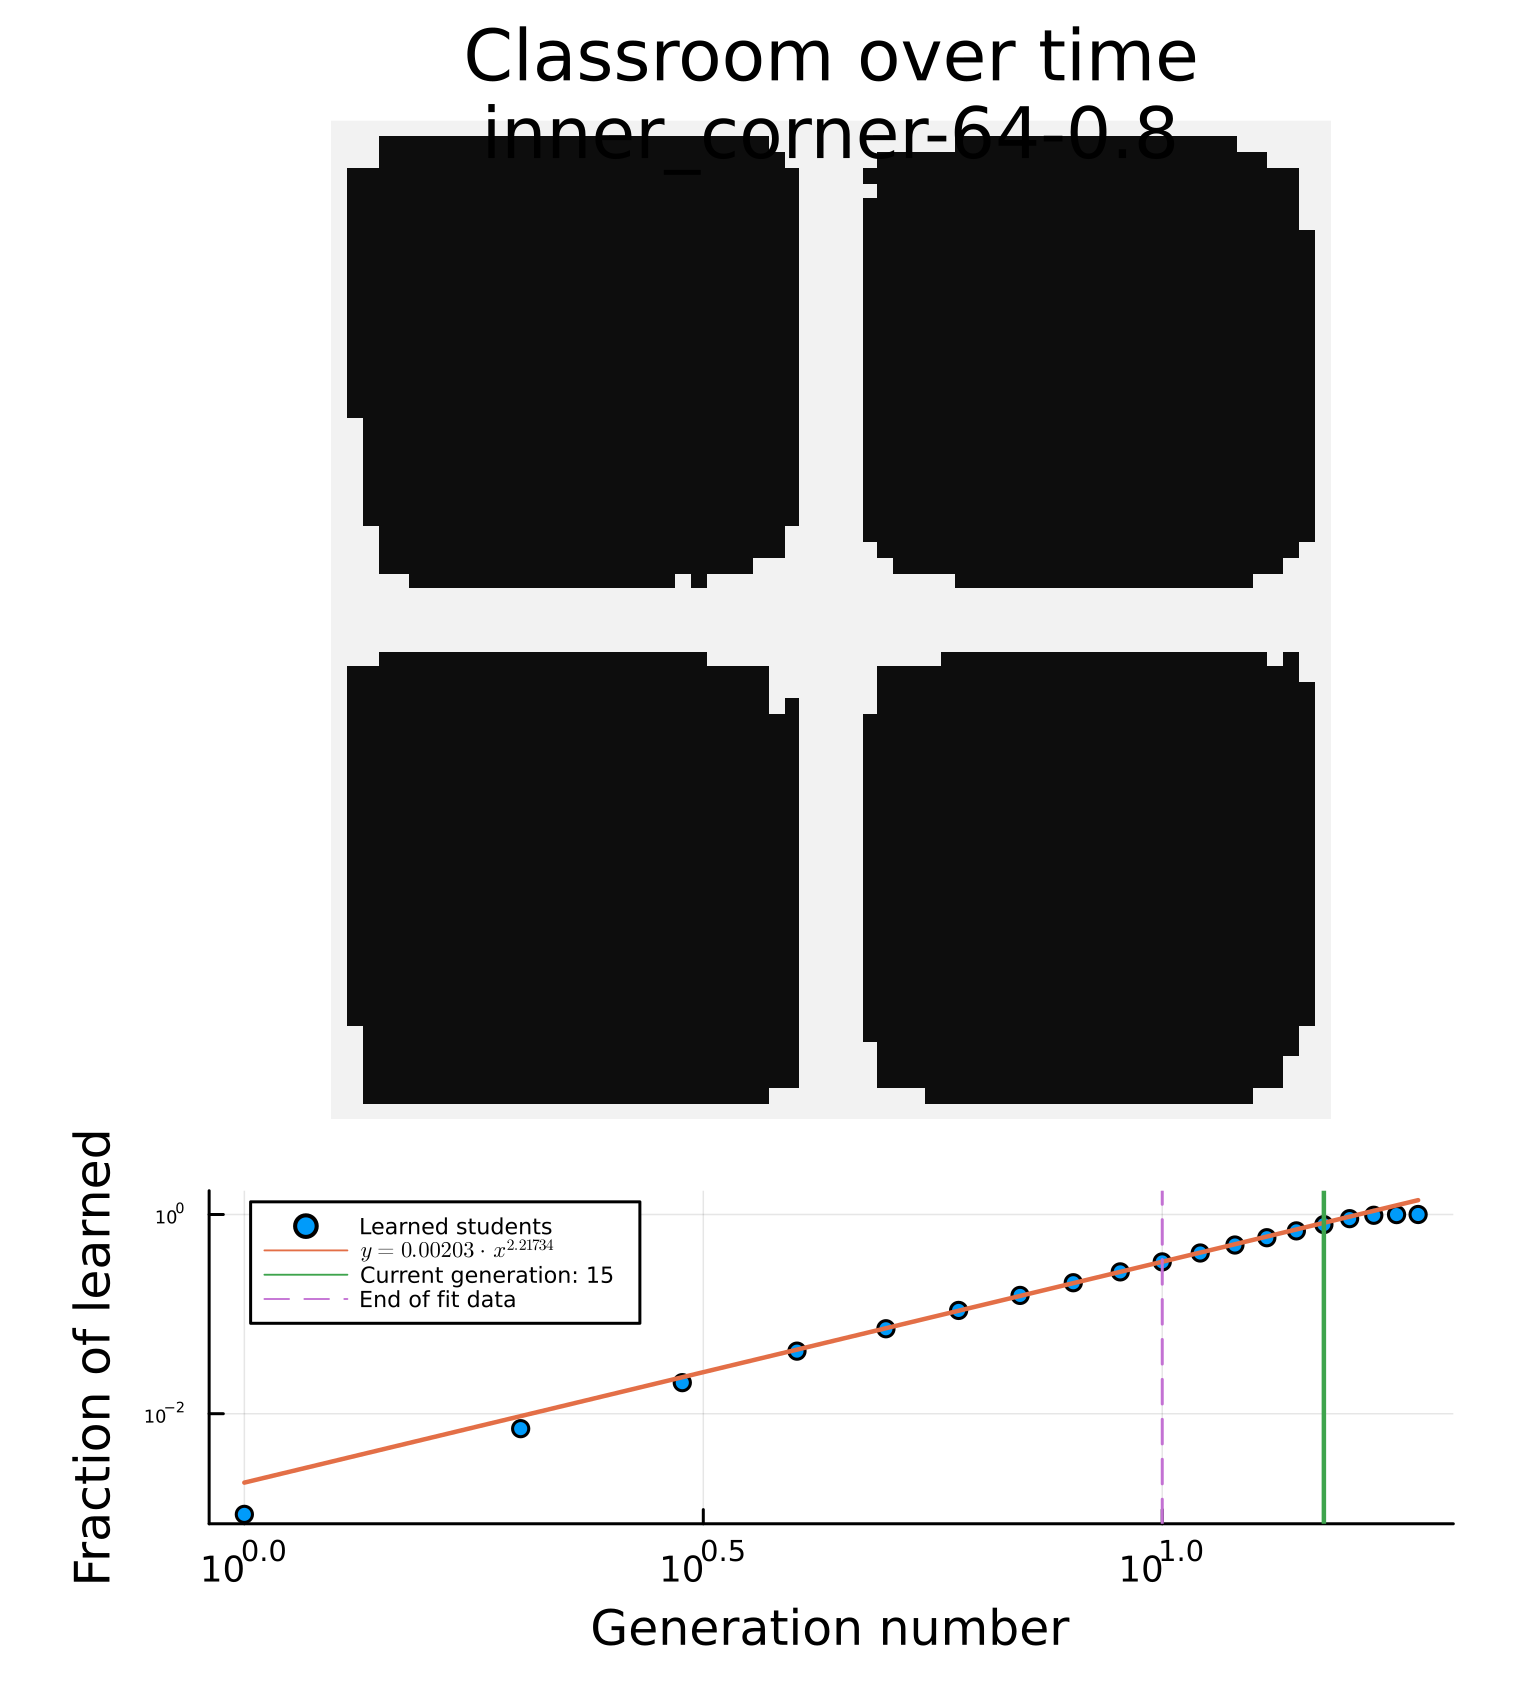 Classroom over time
inner_corner-64-0.8
Fraction of learned
10^0
10^-2
Learned students
y = 0.00203 · x^2.21734
Current generation: 15
End of fit data
10^0.0 10^0.5 10^1.0
Generation number